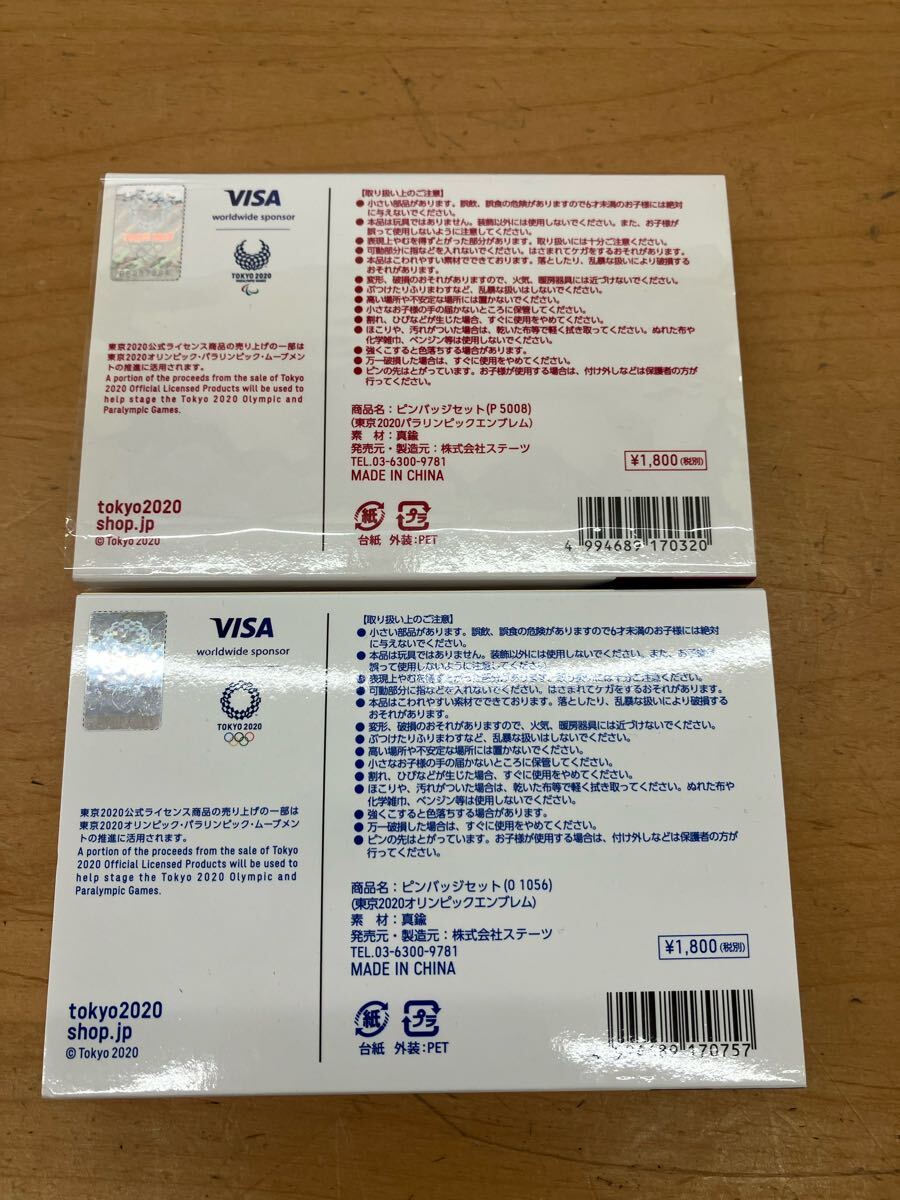 VISA
worldwide sponsor
TOKYO 2020
PARALYMPIC GAMES
東京2020公式ライセンス商品の売り上げの一部は
東京2020オリンピック・パラリンピック・ムーブメン
トの推進に活用されます。
A portion of the proceeds from the sale of Tokyo
2020 Official Licensed Products will be used to
help stage the Tokyo 2020 Olympic and
Paralympic Games.
tokyo2020
shop.jp
© Tokyo 2020
【取り扱い上のご注意】
● 小さい部品があります。誤飲、誤食の危険がありますので6才未満のお子様には絶対
に与えないでください。
● 本品は玩具ではありません。装飾以外には使用しないでください。また、お子様が
誤って使用しないように注意してください。
● 表現上やむを得ずとがった部分があります。取り扱いには十分ご注意ください。
● 可動部分に指などを入れないでください。はさまれてケガをするおそれがあります。
● 本品はこわれやすい素材でできております。落としたり、乱暴な扱いにより破損する
おそれがあります。
● 変形、破損のおそれがありますので、火気、暖房器具には近づけないでください。
● ぶつけたりふりまわすなど、乱暴な扱いはしないでください。
● 高い場所や不安定な場所には置かないでください。
● 小さなお子様の手の届かないところに保管してください。
● 割れ、ひびなどが生じた場合、すぐに使用をやめてください。
● ほこりや、汚れがついた場合は、乾いた布等で軽く拭き取ってください。ぬれた布や
化学雑巾、ベンジン等は使用しないでください。
● 強くこすると色落ちする場合があります。
● 万一破損した場合は、すぐに使用をやめてください。
● ピンの先はとがっています。お子様が使用する場合は、付け外しなどは保護者の方が
行ってください。
商品名：ピンバッジセット(P 5008)
(東京2020パラリンピックエンブレム)
素　材：真鍮
発売元・製造元：株式会社ステーツ
TEL.03-6300-9781
MADE IN CHINA
¥1,800(税別)
紙 プラ
台紙 外装:PET
4 994689 170320
VISA
worldwide sponsor
TOKYO 2020
東京2020公式ライセンス商品の売り上げの一部は
東京2020オリンピック・パラリンピック・ムーブメン
トの推進に活用されます。
A portion of the proceeds from the sale of Tokyo
2020 Official Licensed Products will be used to
help stage the Tokyo 2020 Olympic and
Paralympic Games.
tokyo2020
shop.jp
© Tokyo 2020
【取り扱い上のご注意】
● 小さい部品があります。誤飲、誤食の危険がありますので6才未満のお子様には絶対
に与えないでください。
● 本品は玩具ではありません。装飾以外には使用しないでください。また、お子様が
誤って使用しないように注意してください。
● 表現上やむを得ずとがった部分があります。取り扱いには十分ご注意ください。
● 可動部分に指などを入れないでください。はさまれてケガをするおそれがあります。
● 本品はこわれやすい素材でできております。落としたり、乱暴な扱いにより破損する
おそれがあります。
● 変形、破損のおそれがありますので、火気、暖房器具には近づけないでください。
● ぶつけたりふりまわすなど、乱暴な扱いはしないでください。
● 高い場所や不安定な場所には置かないでください。
● 小さなお子様の手の届かないところに保管してください。
● 割れ、ひびなどが生じた場合、すぐに使用をやめてください。
● ほこりや、汚れがついた場合は、乾いた布等で軽く拭き取ってください。ぬれた布や
化学雑巾、ベンジン等は使用しないでください。
● 強くこすると色落ちする場合があります。
● 万一破損した場合は、すぐに使用をやめてください。
● ピンの先はとがっています。お子様が使用する場合は、付け外しなどは保護者の方が
行ってください。
商品名：ピンバッジセット(O 1056)
(東京2020オリンピックエンブレム)
素　材：真鍮
発売元・製造元：株式会社ステーツ
TEL.03-6300-9781
MADE IN CHINA
¥1,800(税別)
紙 プラ
台紙 外装:PET
170757